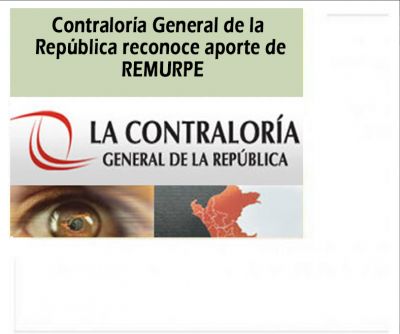 Contraloría General de la
República reconoce aporte de
REMURPE
LA CONTRALORÍA
GENERAL DE LA REPÚBLICA